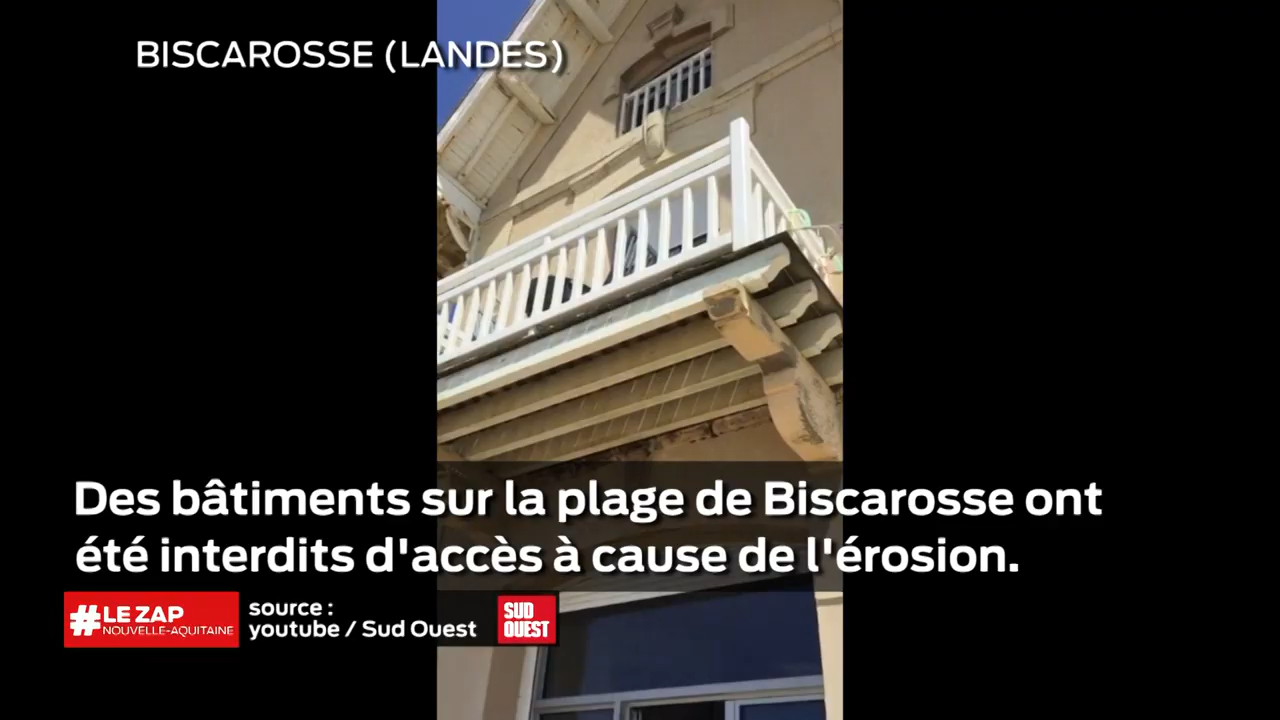 BISCAROSSE (LANDES)
Des bâtiments sur la plage de Biscarosse ont
été interdits d'accès à cause de l'érosion.
#LE ZAP
NOUVELLE-AQUITAINE
source :
youtube / Sud Ouest
SUD
OUEST